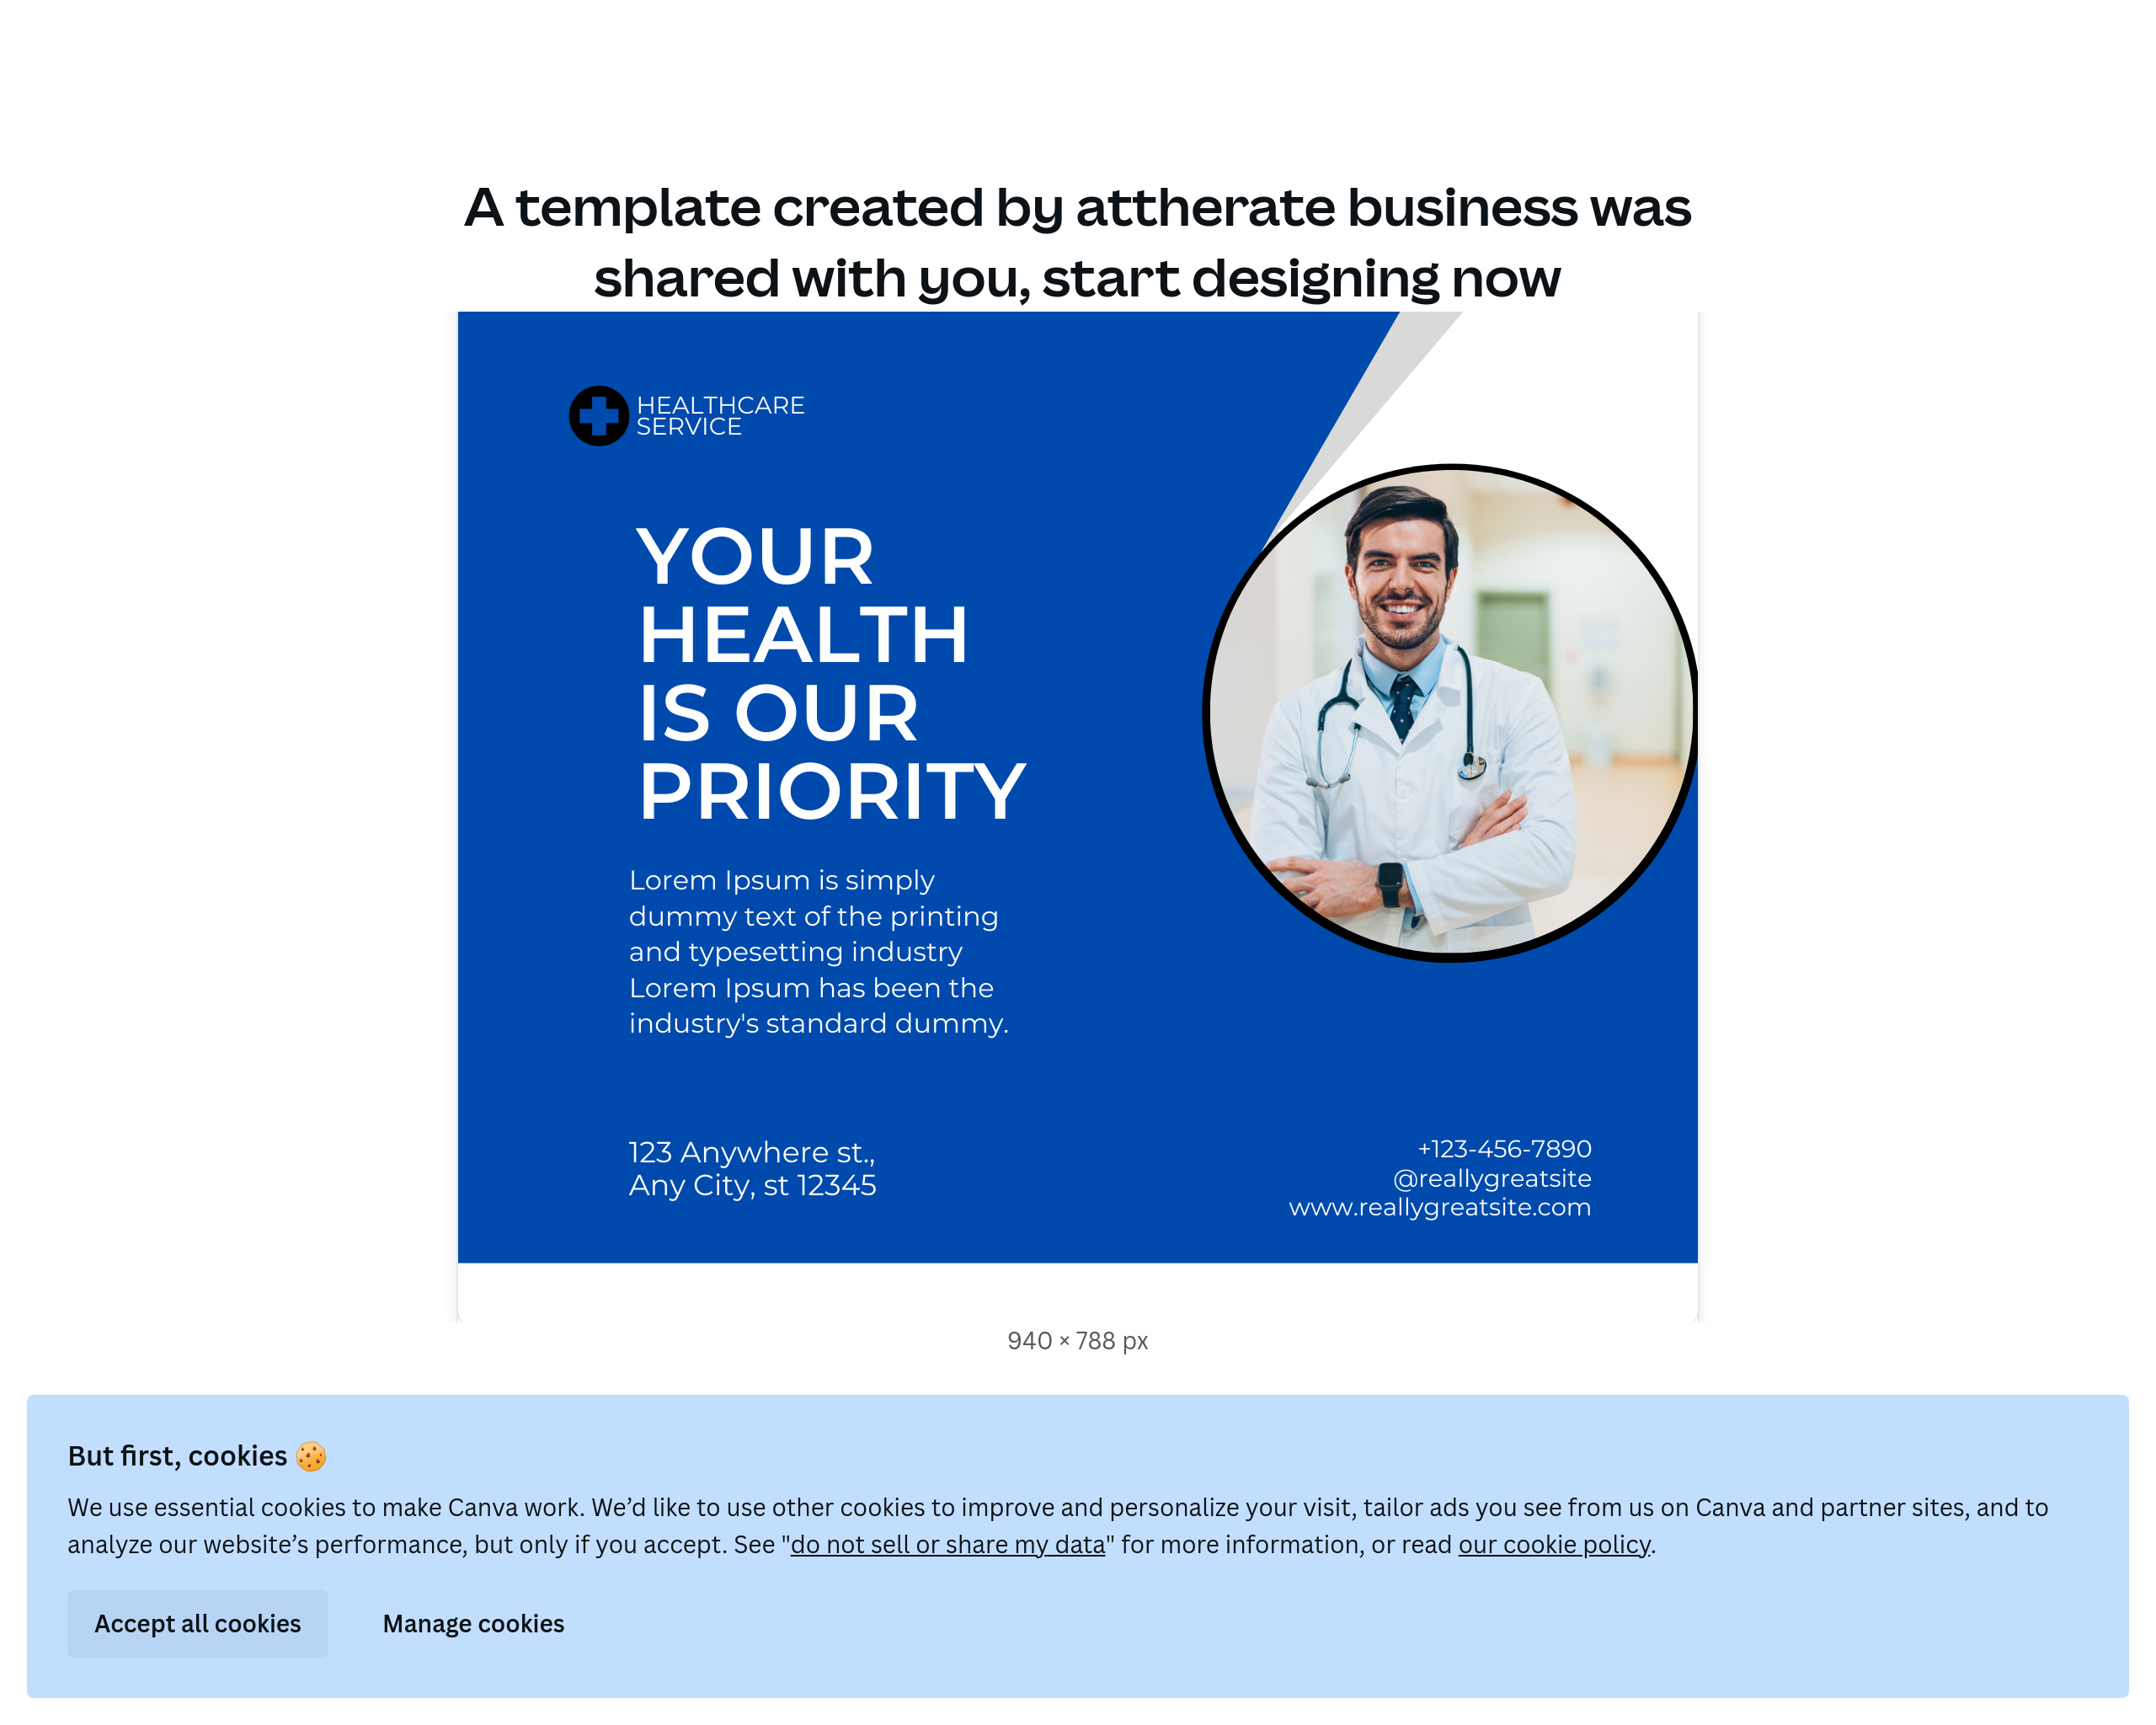 A template created by attherate business was
shared with you, start designing now
HEALTHCARE
SERVICE
YOUR
HEALTH
IS OUR
PRIORITY
Lorem Ipsum is simply
dummy text of the printing
and typesetting industry
Lorem Ipsum has been the
industry's standard dummy.
123 Anywhere st.,
Any City, st 12345
+123-456-7890
@reallygreatsite
www.reallygreatsite.com
940 × 788 px
But first, cookies 🍪
We use essential cookies to make Canva work. We’d like to use other cookies to improve and personalize your visit, tailor ads you see from us on Canva and partner sites, and to
analyze our website’s performance, but only if you accept. See "do not sell or share my data" for more information, or read our cookie policy.
Accept all cookies
Manage cookies